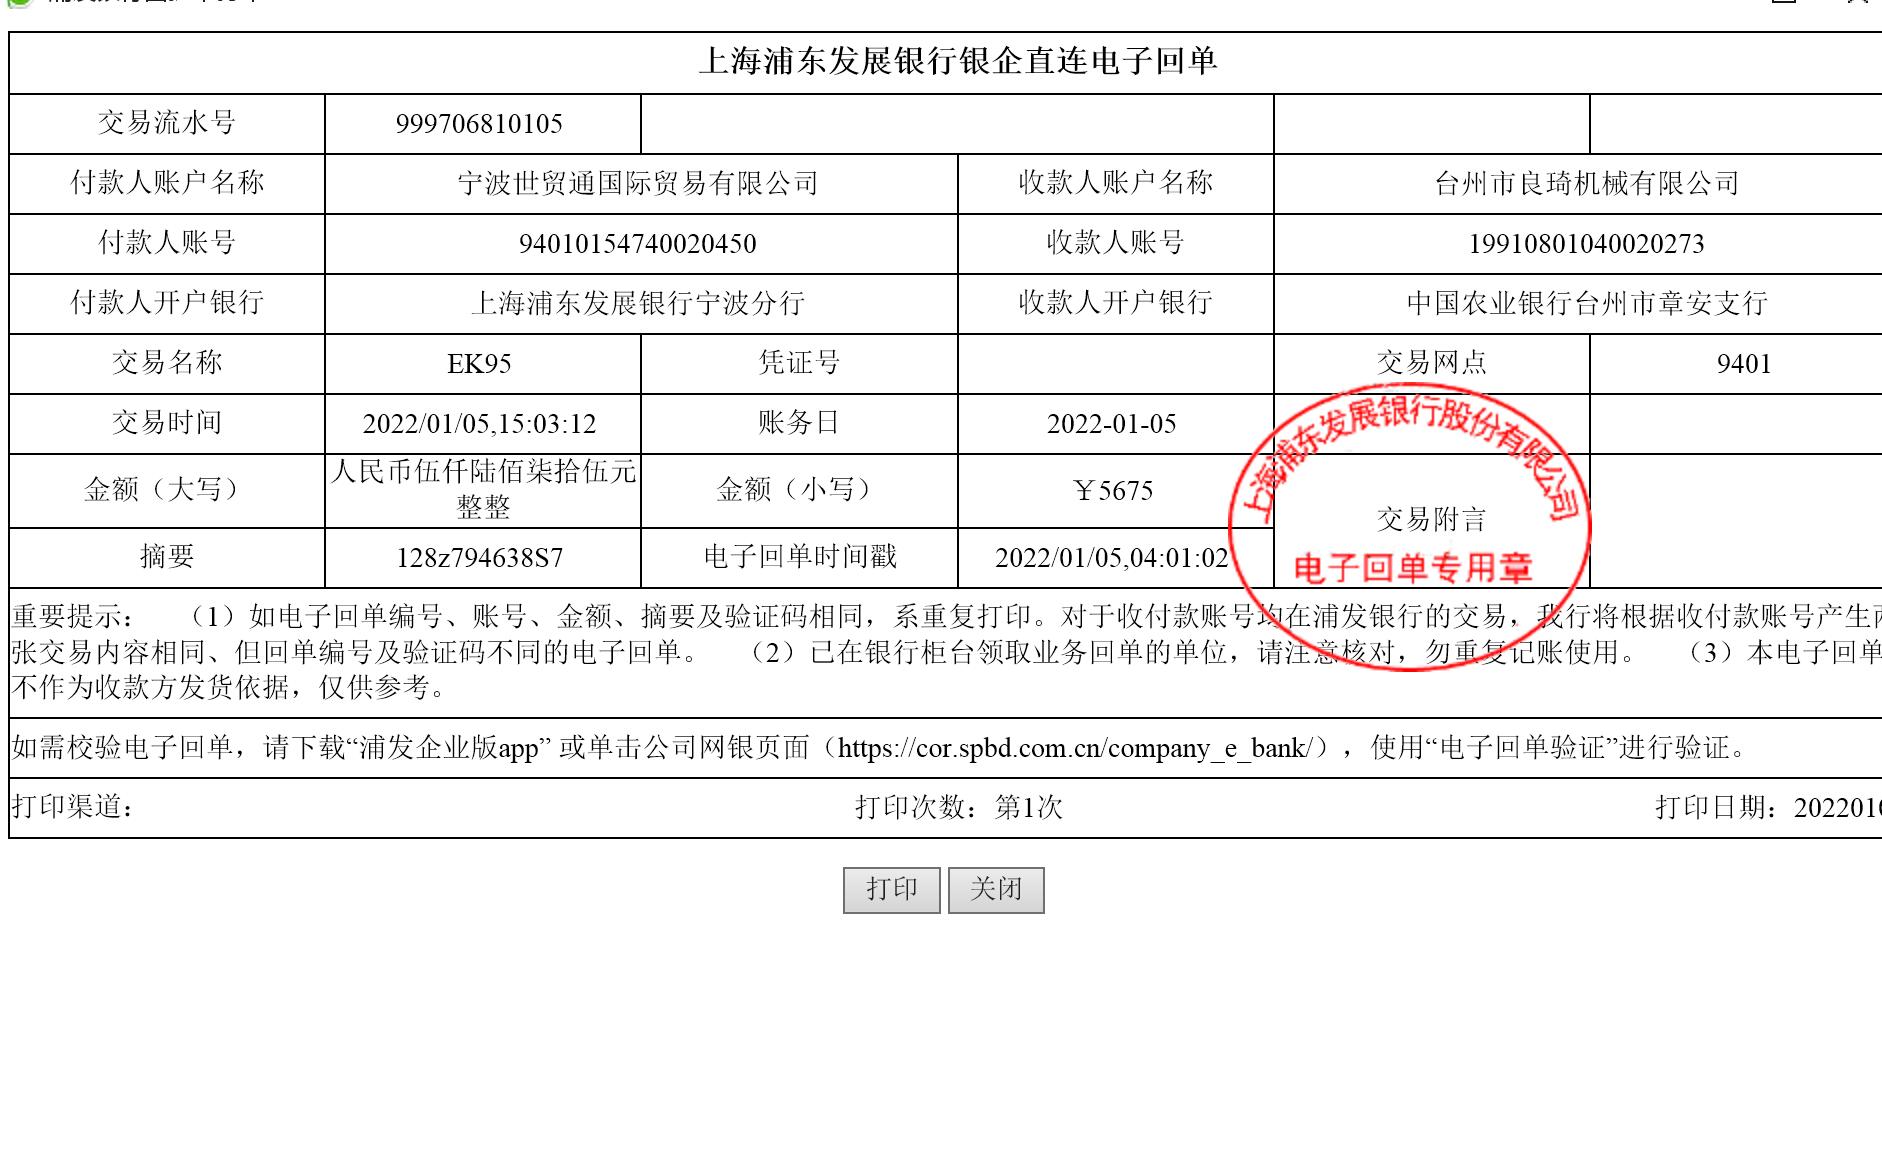 上海浦东发展银行银企直连电子回单
交易流水号 999706810105
付款人账户名称 宁波世贸通国际贸易有限公司 收款人账户名称 台州市良琦机械有限公司
付款人账号 94010154740020450 收款人账号 19910801040020273
付款人开户银行 上海浦东发展银行宁波分行 收款人开户银行 中国农业银行台州市章安支行
交易名称 EK95 凭证号 交易网点 9401
交易时间 2022/01/05,15:03:12 账务日 2022-01-05
金额（大写） 人民币伍仟陆佰柒拾伍元 金额（小写） ￥5675
整整
交易附言
摘要 128z794638S7 电子回单时间戳 2022/01/05,04:01:02
上海浦东发展银行股份有限公司
电子回单专用章
重要提示： （1）如电子回单编号、账号、金额、摘要及验证码相同，系重复打印。对于收付款账号均在浦发银行的交易，我行将根据收付款账号产生两
张交易内容相同、但回单编号及验证码不同的电子回单。 （2）已在银行柜台领取业务回单的单位，请注意核对，勿重复记账使用。 （3）本电子回单
不作为收款方发货依据，仅供参考。
如需校验电子回单，请下载“浦发企业版app” 或单击公司网银页面（https://cor.spbd.com.cn/company_e_bank/），使用“电子回单验证”进行验证。
打印渠道： 打印次数：第1次 打印日期：2022010
打印 关闭